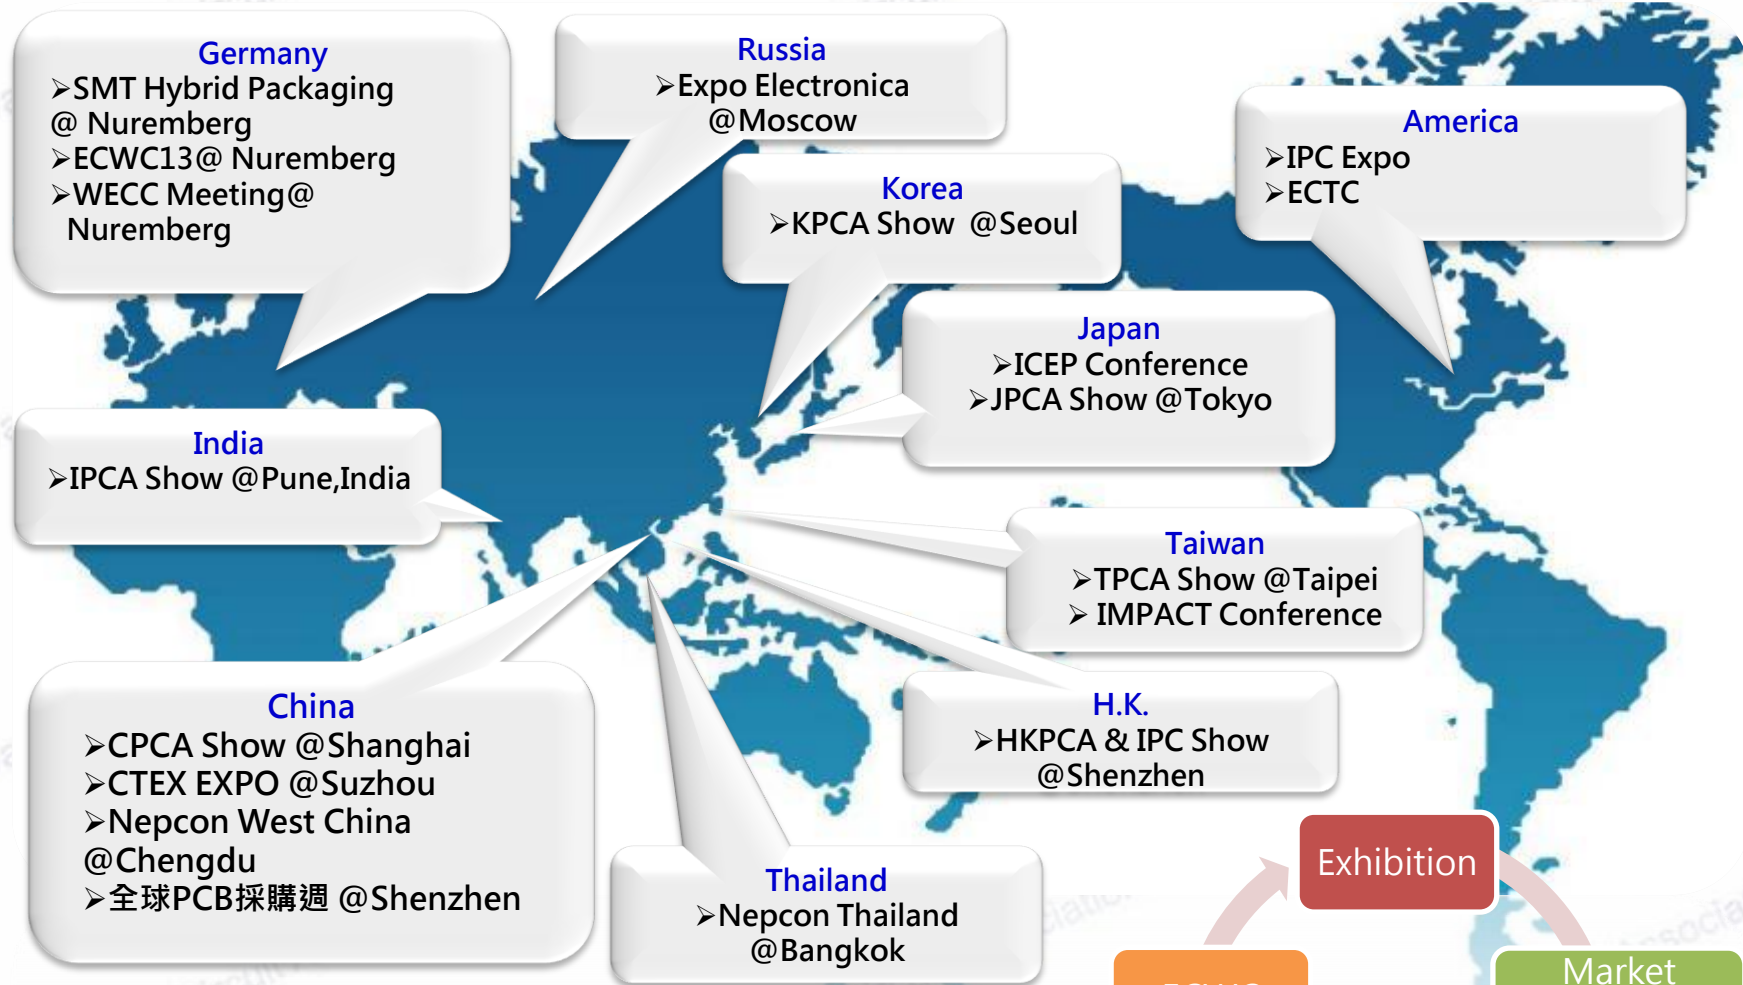 Germany
➢SMT Hybrid Packaging
@ Nuremberg
➢ECWC13@ Nuremberg
➢WECC Meeting@
Nuremberg
Russia
➢Expo Electronica
@Moscow
America
➢IPC Expo
➢ECTC
Korea
➢KPCA Show @Seoul
Japan
➢ICEP Conference
➢JPCA Show @Tokyo
India
➢IPCA Show @Pune,India
Taiwan
➢TPCA Show @Taipei
➢ IMPACT Conference
China
➢CPCA Show @Shanghai
➢CTEX EXPO @Suzhou
➢Nepcon West China
@Chengdu
➢全球PCB採購週 @Shenzhen
H.K.
➢HKPCA & IPC Show
@Shenzhen
Thailand
➢Nepcon Thailand
@Bangkok
Exhibition
Market